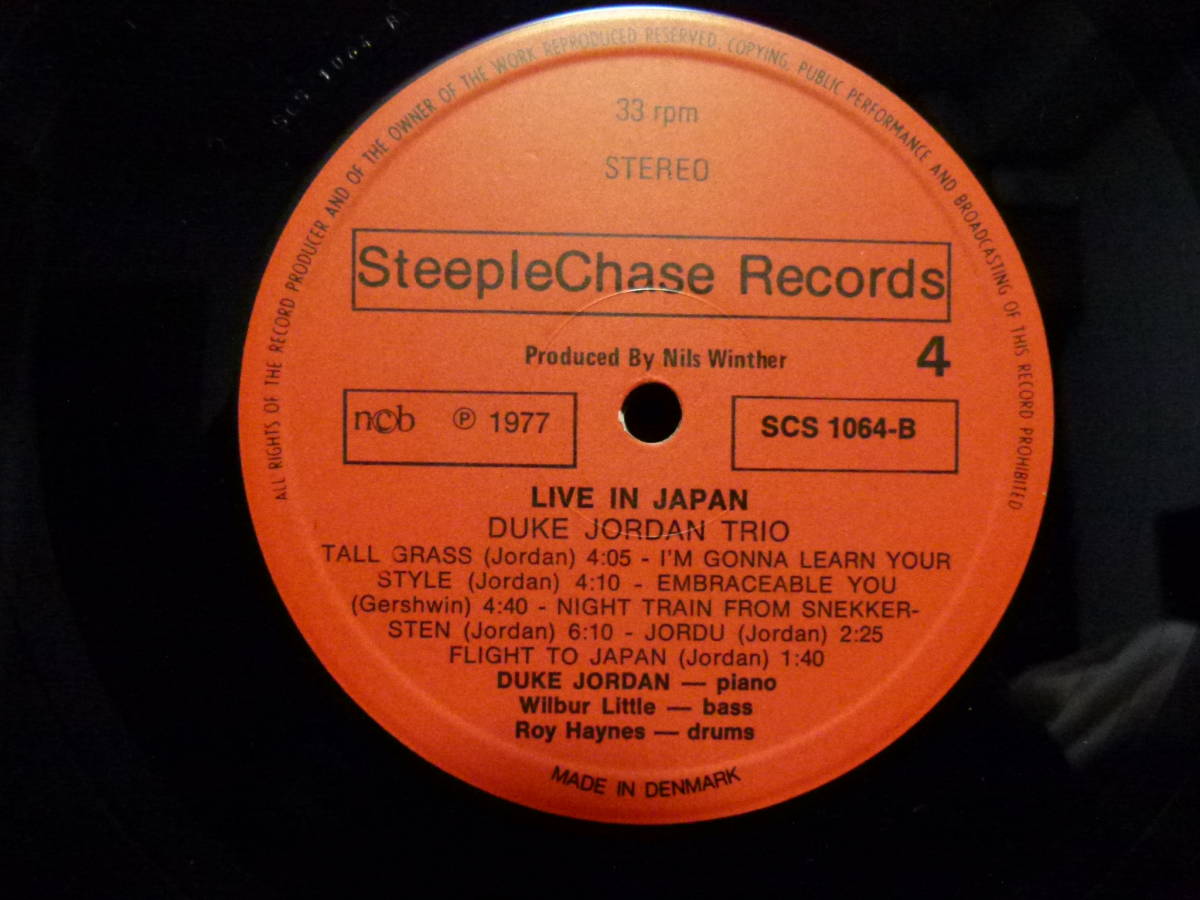 SCS 1064 B
ALL RIGHTS OF THE RECORD PRODUCER AND OF THE OWNER OF THE WORK REPRODUCED RESERVED, COPYING, PUBLIC PERFORMANCE AND BROADCASTING OF THIS RECORD PROHIBITED
33 rpm
STEREO
SteepleChase Records
Produced By Nils Winther
4
ncb ℗ 1977
SCS 1064-B
LIVE IN JAPAN
DUKE JORDAN TRIO
TALL GRASS (Jordan) 4:05 - I'M GONNA LEARN YOUR
STYLE (Jordan) 4:10 - EMBRACEABLE YOU
(Gershwin) 4:40 - NIGHT TRAIN FROM SNEKKER-
STEN (Jordan) 6:10 - JORDU (Jordan) 2:25
FLIGHT TO JAPAN (Jordan) 1:40
DUKE JORDAN — piano
Wilbur Little — bass
Roy Haynes — drums
MADE IN DENMARK